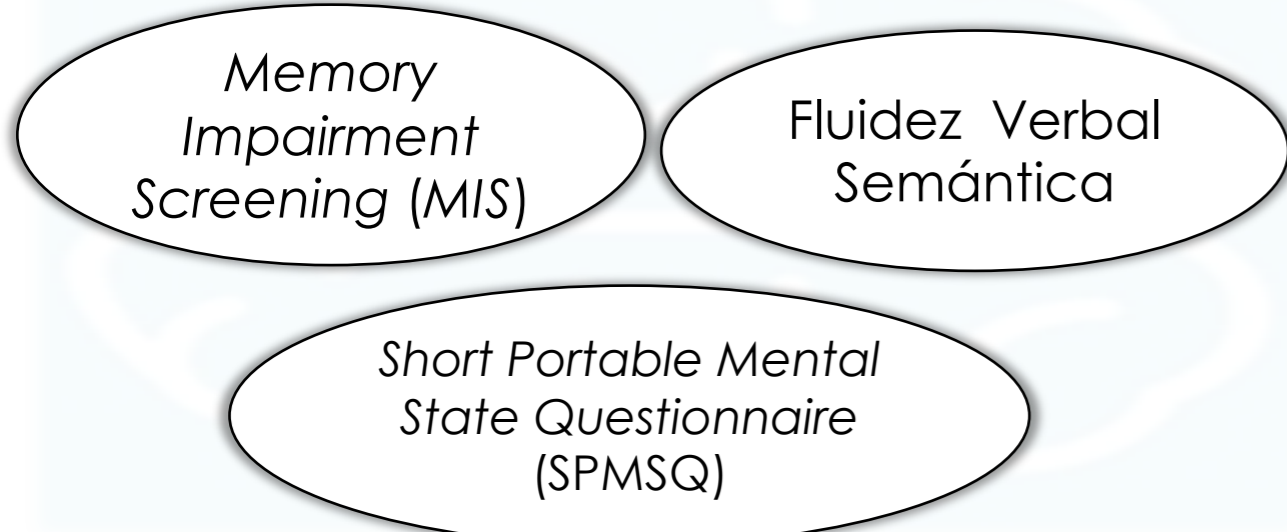 Memory
Impairment
Screening (MIS)
Fluidez Verbal
Semántica
Short Portable Mental
State Questionnaire
(SPMSQ)